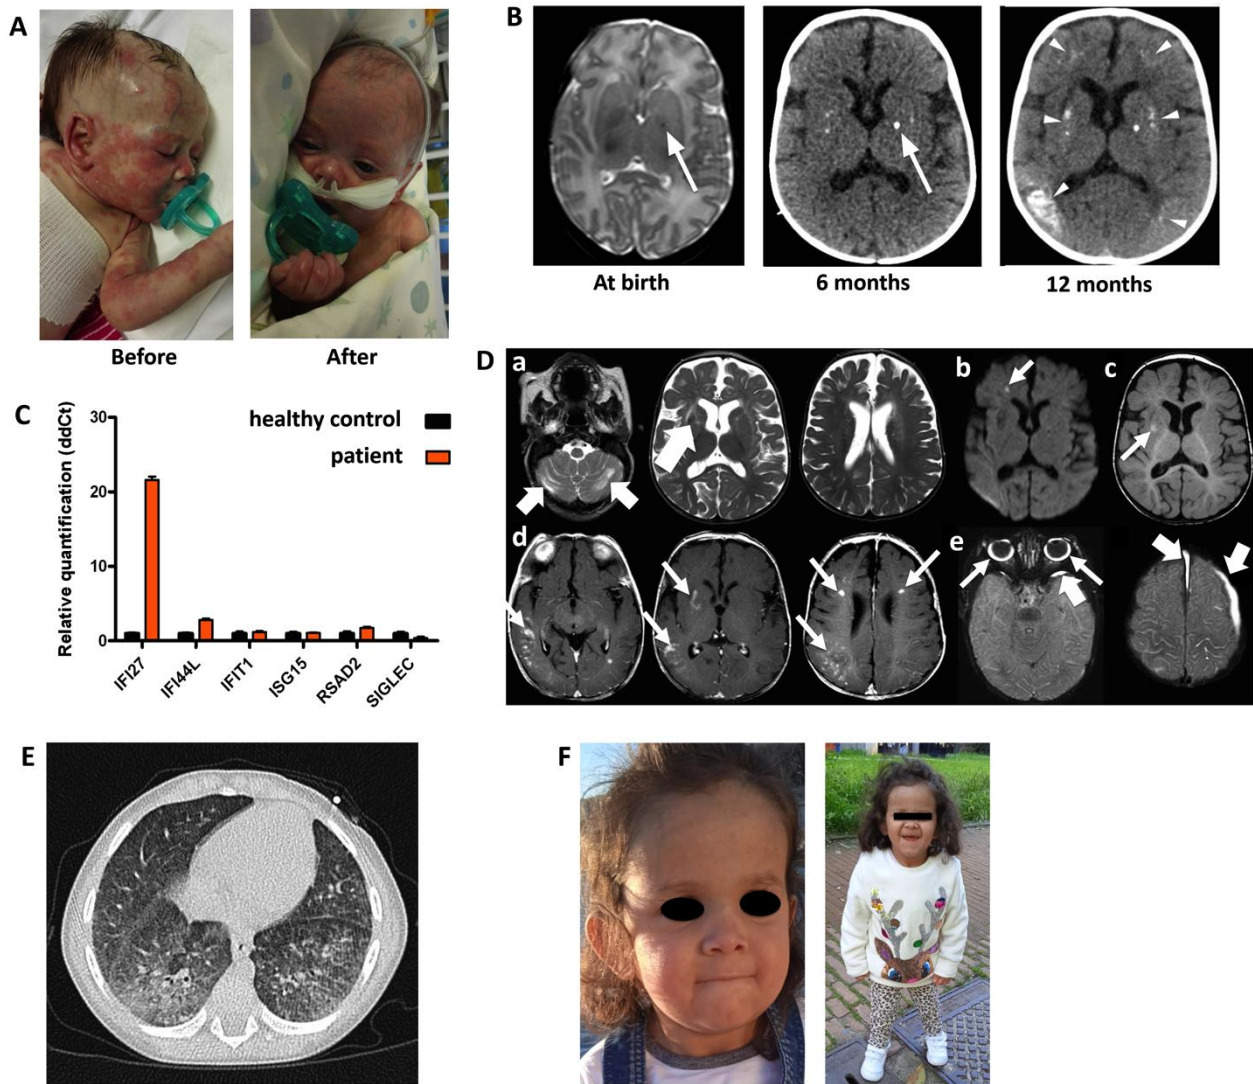 A
Before
After
B
At birth
6 months
12 months
C
Relative quantification (ddCt)
30
20
10
0
healthy control
patient
IFI27
IFI44L
IFIT1
ISG15
RSAD2
SIGLEC
D
a
b
c
d
e
E
F